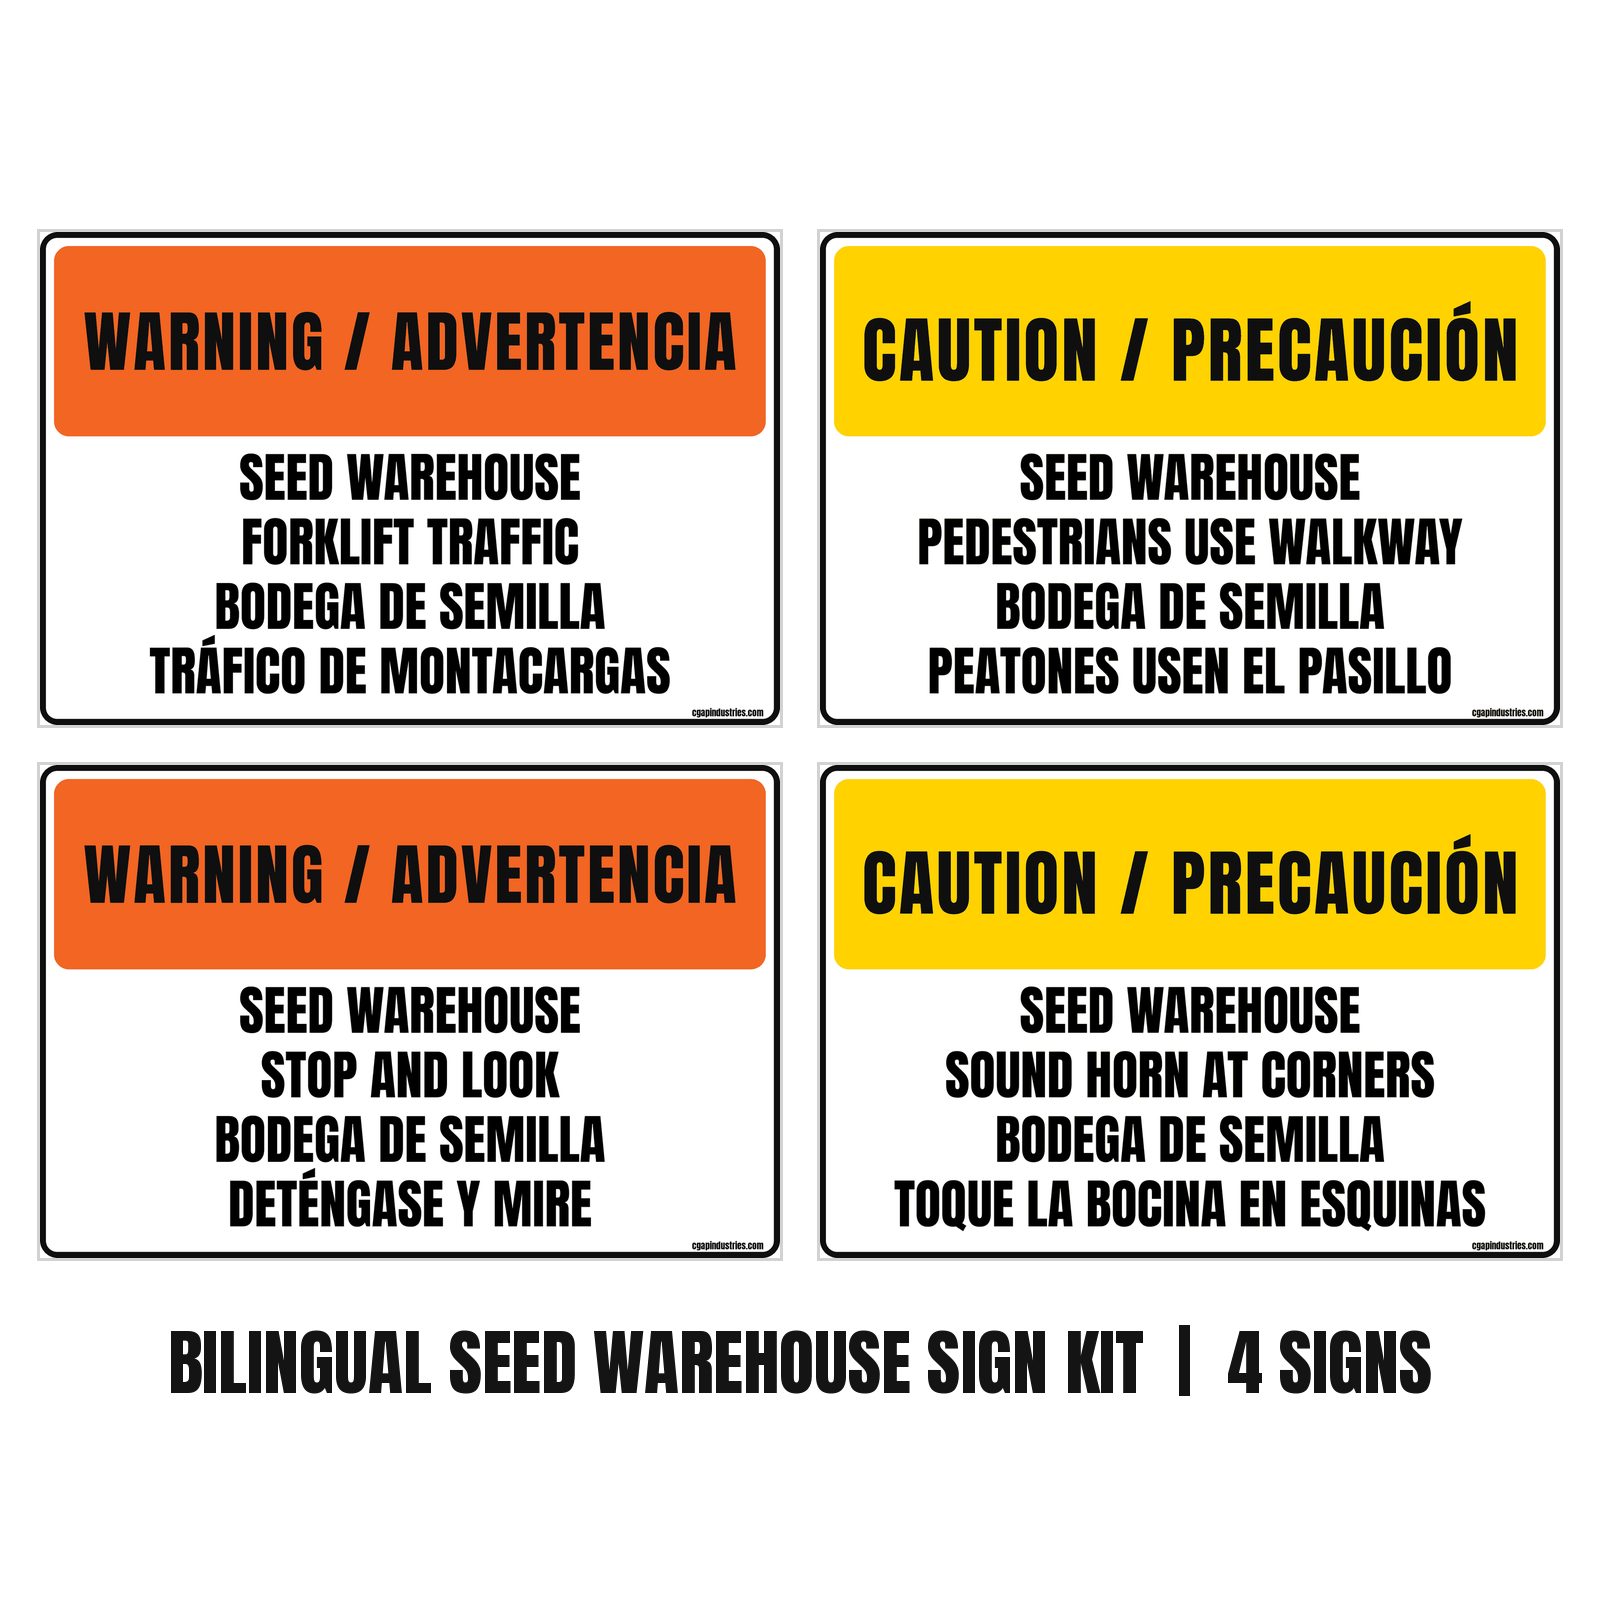 WARNING / ADVERTENCIA
SEED WAREHOUSE
FORKLIFT TRAFFIC
BODEGA DE SEMILLA
TRÁFICO DE MONTACARGAS
cgapindustries.com
CAUTION / PRECAUCIÓN
SEED WAREHOUSE
PEDESTRIANS USE WALKWAY
BODEGA DE SEMILLA
PEATONES USEN EL PASILLO
cgapindustries.com
WARNING / ADVERTENCIA
SEED WAREHOUSE
STOP AND LOOK
BODEGA DE SEMILLA
DETÉNGASE Y MIRE
cgapindustries.com
CAUTION / PRECAUCIÓN
SEED WAREHOUSE
SOUND HORN AT CORNERS
BODEGA DE SEMILLA
TOQUE LA BOCINA EN ESQUINAS
cgapindustries.com
BILINGUAL SEED WAREHOUSE SIGN KIT | 4 SIGNS